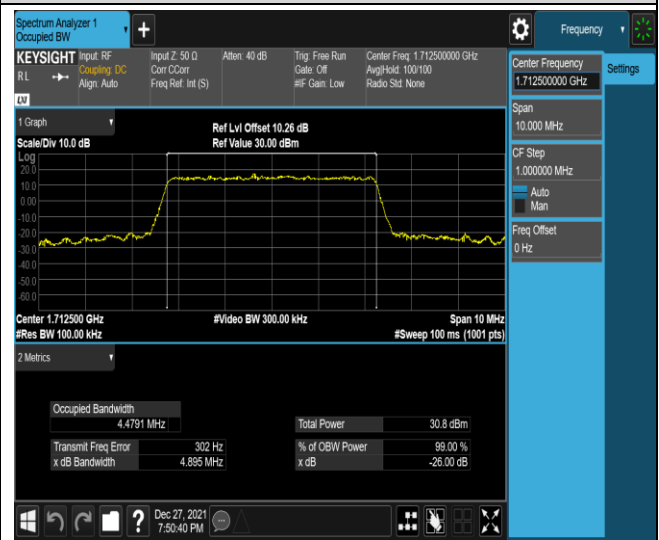 Spectrum Analyzer 1
Occupied BW
+
Frequency
KEYSIGHT
Input: RF
Input Z: 50 Ω
Atten: 40 dB
Trig: Free Run
Center Freq: 1.712500000 GHz
R L
Coupling: DC
Corr CCorr
Gate: Off
Avg|Hold: 100/100
Align: Auto
Freq Ref: Int (S)
#IF Gain: Low
Radio Std: None
LXI
Center Frequency
1.712500000 GHz
Settings
Span
10.000 MHz
CF Step
1.000000 MHz
Auto
Man
Freq Offset
0 Hz
1 Graph
Ref Lvl Offset 10.26 dB
Scale/Div 10.0 dB
Ref Value 30.00 dBm
Log
20.0
10.0
0.00
-10.0
-20.0
-30.0
-40.0
-50.0
-60.0
Center 1.712500 GHz
#Video BW 300.00 kHz
Span 10 MHz
#Res BW 100.00 kHz
#Sweep 100 ms (1001 pts)
2 Metrics
Occupied Bandwidth
4.4791 MHz
Total Power
30.8 dBm
Transmit Freq Error
302 Hz
% of OBW Power
99.00 %
x dB Bandwidth
4.895 MHz
x dB
-26.00 dB
?
Dec 27, 2021
7:50:40 PM